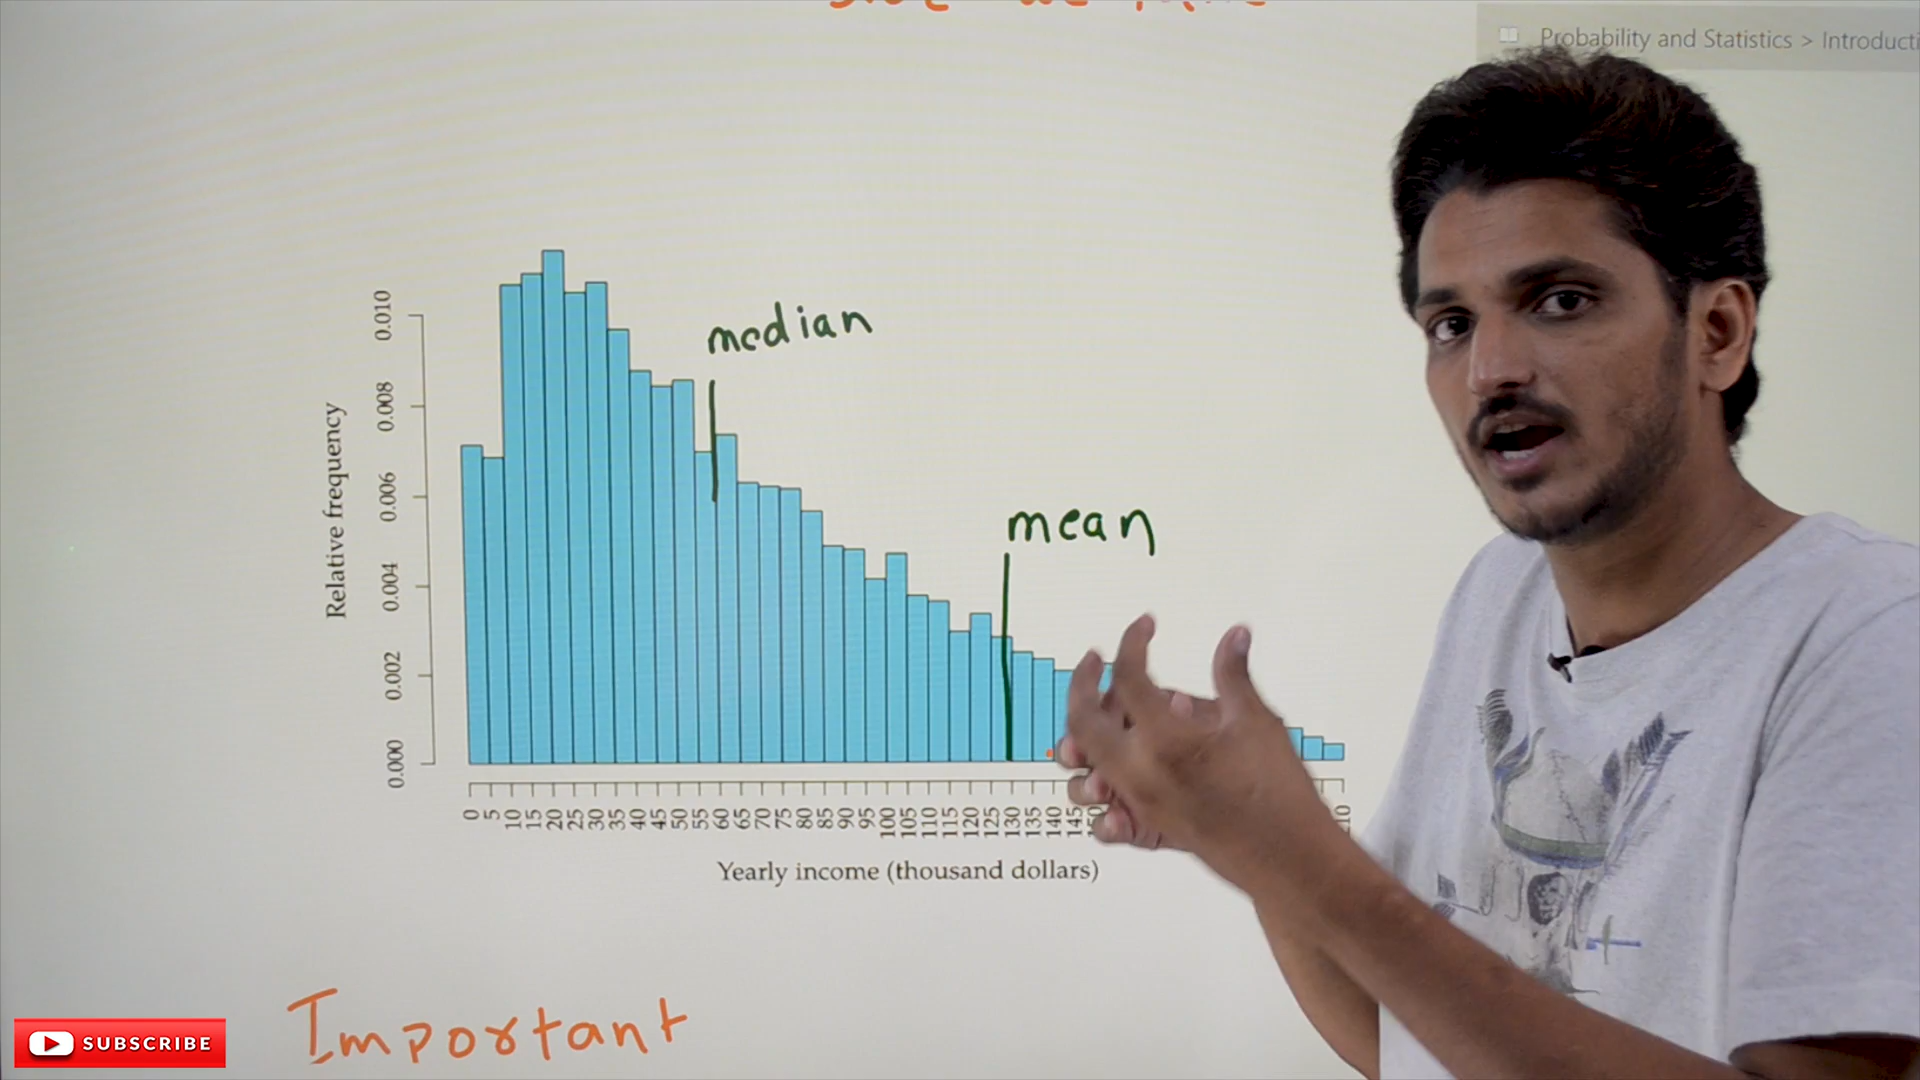 Probability and Statistics > Introducti
median
mean
Relative frequency
0.010
0.008
0.006
0.004
0.002
0.000
0 5 10 15 20 25 30 35 40 45 50 55 60 65 70 75 80 85 90 95 100 105 110 115 120 125 130 135 140 145
Yearly income (thousand dollars)
Important
SUBSCRIBE